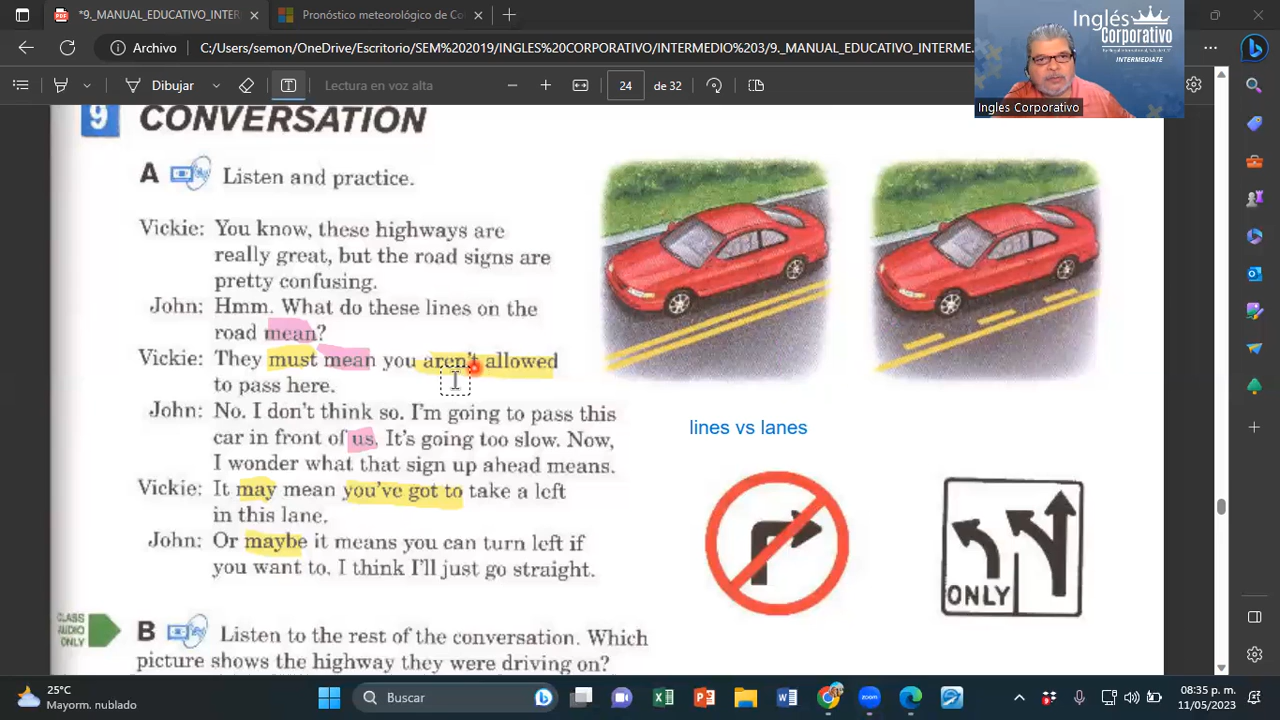 *9._MANUAL_EDUCATIVO_INTER
Pronóstico meteorológico de Co
Archivo
C:/Users/semon/OneDrive/Escritorio/SEM%202019/INGLES%20CORPORATIVO/INTERMEDIO%203/9._MANUAL_EDUCATIVO_INTERME...
Inglés
Corporativo
INTERMEDIATE
Ingles Corporativo
Dibujar
Lectura en voz alta
24 de 32
9 CONVERSATION
A Listen and practice.
Vickie: You know, these highways are
really great, but the road signs are
pretty confusing.
John: Hmm. What do these lines on the
road mean?
Vickie: They must mean you aren't allowed
to pass here.
John: No. I don't think so. I'm going to pass this
car in front of us. It's going too slow. Now,
I wonder what that sign up ahead means.
Vickie: It may mean you've got to take a left
in this lane.
John: Or maybe it means you can turn left if
you want to. I think I'll just go straight.
lines vs lanes
ONLY
CLASS
AUDIO
ONLY
B Listen to the rest of the conversation. Which
picture shows the highway they were driving on?
25°C
Mayorm. nublado
Buscar
zoom
08:35 p. m.
11/05/2023